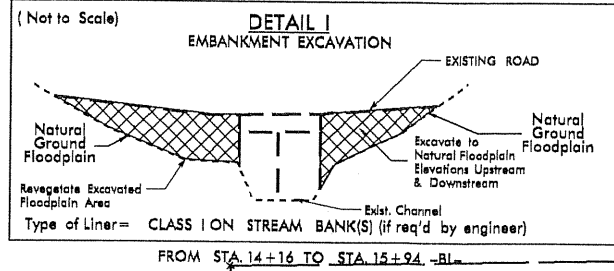 ( Not to Scale)
DETAIL I
EMBANKMENT EXCAVATION
EXISTING ROAD
Natural
Ground
Floodplain
Natural
Ground
Floodplain
Excavate to
Natural Floodplain
Elevations Upstream
& Downstream
Revegetate Excavated
Floodplain Area
Exist. Channel
Type of Liner= CLASS I ON STREAM BANK(S) (if req'd by engineer)
FROM STA. 14+16 TO STA. 15+94 -BL-
*